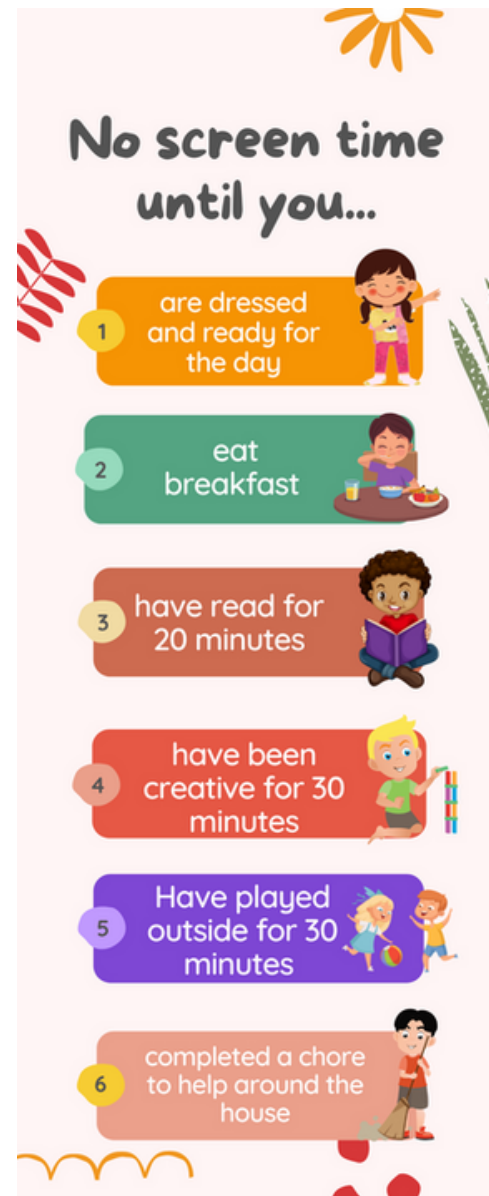 No screen time
until you...
1
are dressed
and ready for
the day
2
eat
breakfast
3
have read for
20 minutes
4
have been
creative for 30
minutes
5
Have played
outside for 30
minutes
6
completed a chore
to help around the
house